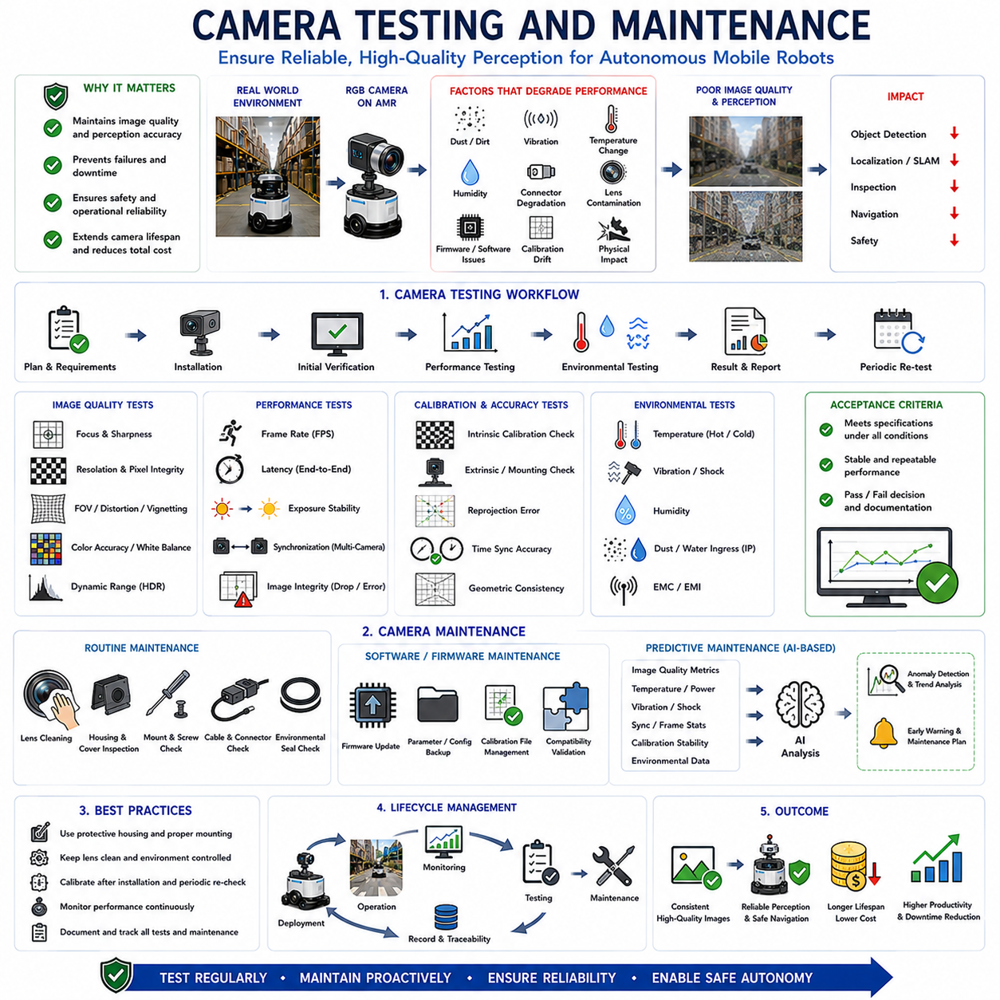 CAMERA TESTING AND MAINTENANCE
Ensure Reliable, High-Quality Perception for Autonomous Mobile Robots
WHY IT MATTERS
Maintains image quality
and perception accuracy
Prevents failures and
downtime
Ensures safety and
operational reliability
Extends camera lifespan
and reduces total cost
REAL WORLD
ENVIRONMENT
RGB CAMERA
ON AMR
FACTORS THAT DEGRADE PERFORMANCE
Dust / Dirt
Vibration
Temperature
Change
Humidity
Connector
Degradation
Lens
Contamination
Firmware / Software
Issues
Calibration
Drift
Physical
Impact
POOR IMAGE QUALITY
& PERCEPTION
IMPACT
Object Detection
Localization / SLAM
Inspection
Navigation
Safety
1. CAMERA TESTING WORKFLOW
Plan & Requirements
Installation
Initial Verification
Performance Testing
Environmental Testing
Result & Report
Periodic Re-test
IMAGE QUALITY TESTS
Focus & Sharpness
Resolation & Pixel Integrity
FOV / Distortion / Vignetting
Color Accuracy / White Balance
Dynamic Range (HDR)
PERFORMANCE TESTS
Frame Rate (FPS)
Latency (End-to-End)
Exposure Stability
Synchronization (Multi-Camera)
Image Integrity (Drop / Error)
CALIBRATION & ACCURACY TESTS
Intrinsic Calibration Check
Extrinsic / Mounting Check
Reprojection Error
Time Sync Accuracy
Geometric Consistency
ENVIRONMENTAL TESTS
Temperature (Hot / Cold)
Vibration / Shock
%
Humidity
Dust / Water Ingress (IP)
EMC / EMI
ACCEPTANCE CRITERIA
Meets specifications
under all conditions
Stable and repeatable
performance
Pass / Fail decision
and documentation
2. CAMERA MAINTENANCE
ROUTINE MAINTENANCE
Lens Cleaning
Housing &
Cover Inspection
Mount & Screw
Check
Cable & Connector
Check
Environmental
Seal Check
SOFTWARE / FIRMWARE MAINTENANCE
Firmware Update
Parameter / Config
Backup
Calibration File
Management
Compatibility
Validation
PREDICTIVE MAINTENANCE (AI-BASED)
Image Quality Metrics
Temperature / Power
Vibration / Shock
Sync / Frame Stats
Calibration Stability
Environmental Data
AI
Analysis
Anomaly Detection
& Trend Analysis
Early Warning &
Maintenance Plan
3. BEST PRACTICES
Use protective housing and proper mounting
Keep lens clean and environment controlled
Calibrate after installation and periodic re-check
Monitor performance continuously
Document and track all tests and maintenance
4. LIFECYCLE MANAGEMENT
Deployment
Operation
Monitoring
Testing
Maintenance
Record & Traceability
5. OUTCOME
Consistent
High-Quality Images
Reliable Perception
& Safe Navigation
$
Longer Lifespan
Lower Cost
Higher Productivity
& Downtime Reduction
TEST REGULARLY • MAINTAIN PROACTIVELY • ENSURE RELIABILITY • ENABLE SAFE AUTONOMY